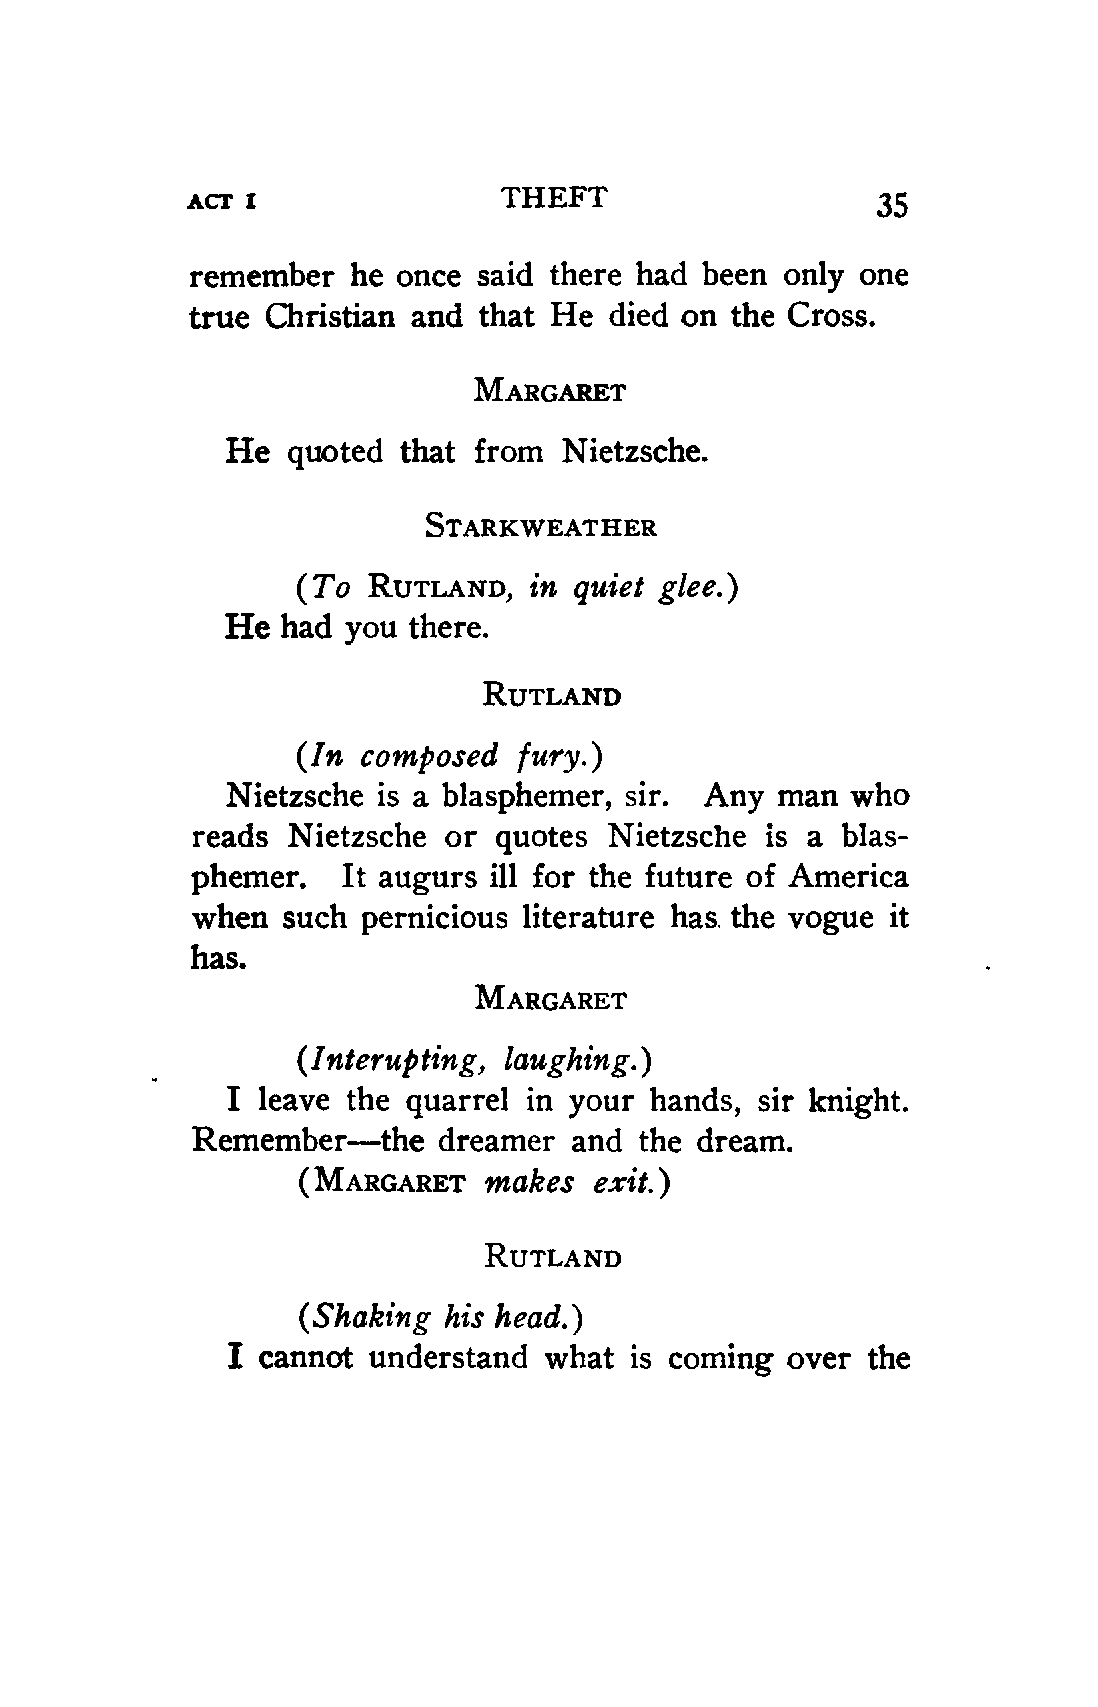 ACT I THEFT 35
remember he once said there had been only one
true Christian and that He died on the Cross.
MARGARET
He quoted that from Nietzsche.
STARKWEATHER
(To RUTLAND, in quiet glee.)
He had you there.
RUTLAND
(In composed fury.)
Nietzsche is a blasphemer, sir. Any man who
reads Nietzsche or quotes Nietzsche is a blas-
phemer. It augurs ill for the future of America
when such pernicious literature has the vogue it
has.
MARGARET
(Interupting, laughing.)
I leave the quarrel in your hands, sir knight.
Remember—the dreamer and the dream.
(MARGARET makes exit.)
RUTLAND
(Shaking his head.)
I cannot understand what is coming over the